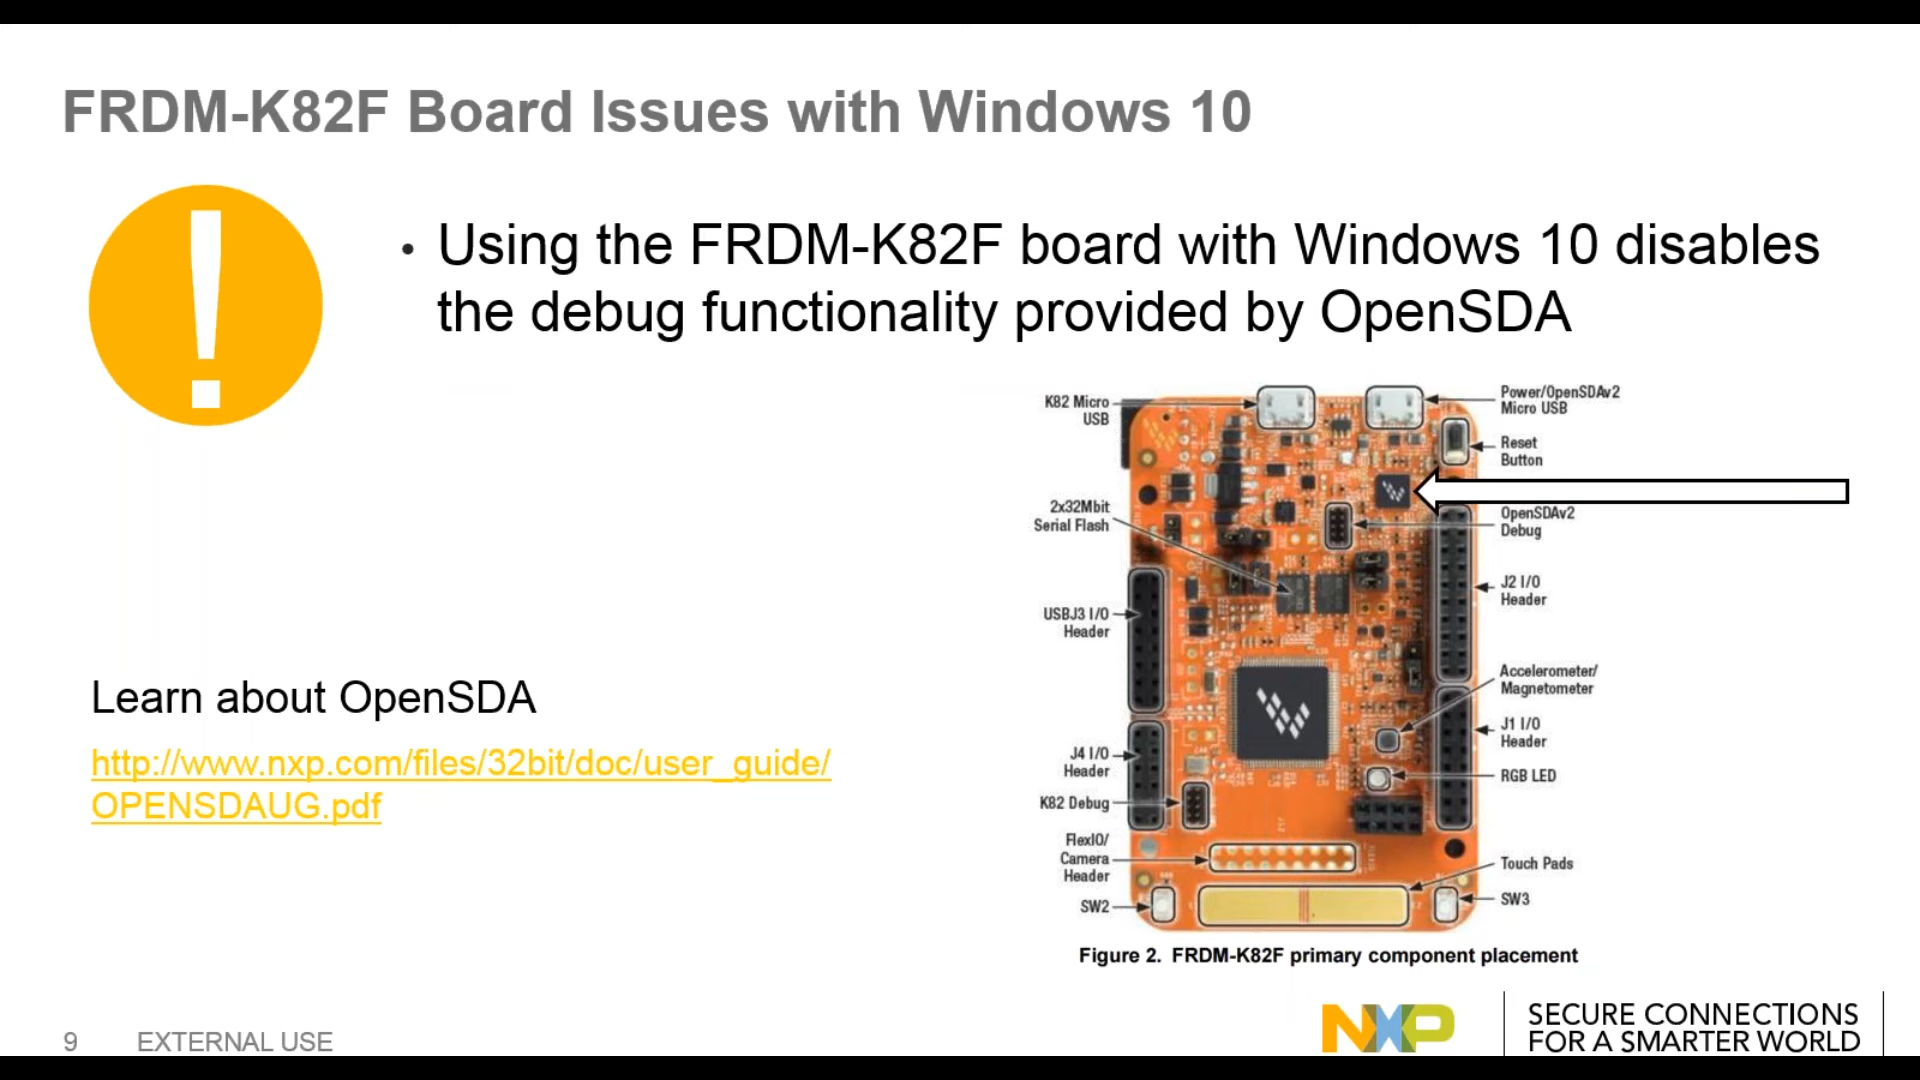 FRDM-K82F Board Issues with Windows 10
!
• Using the FRDM-K82F board with Windows 10 disables
the debug functionality provided by OpenSDA
Learn about OpenSDA
http://www.nxp.com/files/32bit/doc/user_guide/
OPENSDAUG.pdf
K82 Micro
USB
2x32Mbit
Serial Flash
USBJ3 I/O
Header
J4 I/O
Header
K82 Debug
FlexIO/
Camera
Header
SW2
Power/OpenSDAv2
Micro USB
Reset
Button
OpenSDAv2
Debug
J2 I/O
Header
Accelerometer/
Magnetometer
J1 I/O
Header
RGB LED
Touch Pads
SW3
Figure 2. FRDM-K82F primary component placement
9 EXTERNAL USE
NXP
SECURE CONNECTIONS
FOR A SMARTER WORLD